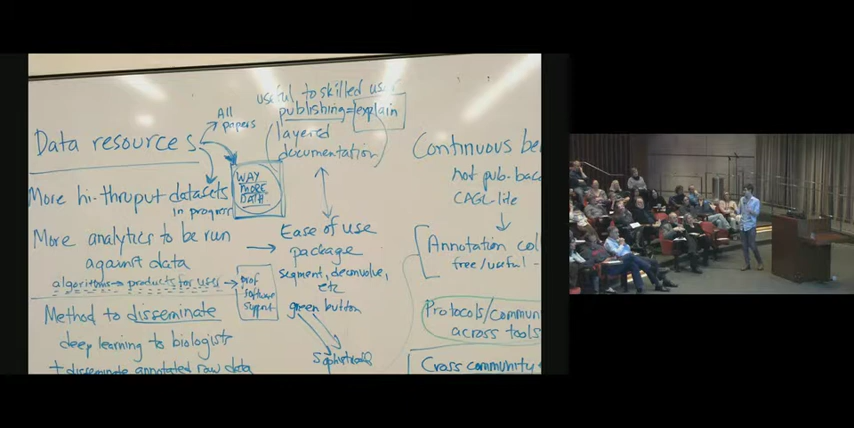 useful to skilled user
publishing = explain
layered
documentation
All
papers
Data resources
WAY
MORE
DATA
More hi-thruput datasets
in progress
More analytics to be run
against data
algorithms → products for users →
prof
software
support
Method to disseminate
deep learning to biologists
+ disseminate annotated raw data
Ease of use
package
segment, deconvolve,
etc
green button
Continuous be
not pub-bac
CAGI-lite
Annotation col
free/useful -
Protocols/commun
across tools
Cross community